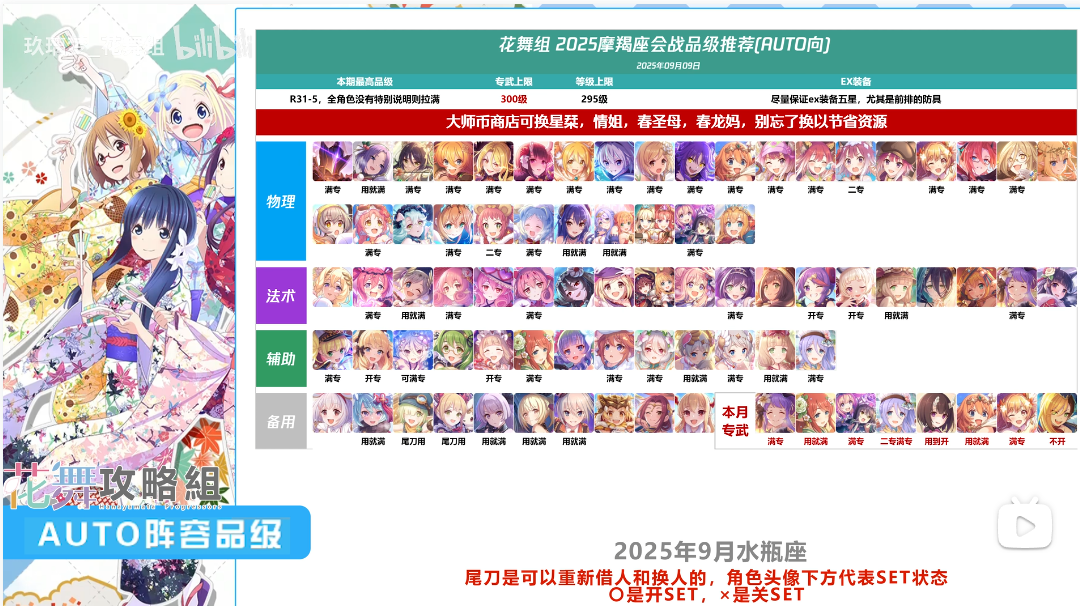 玖 组 bilibili
花舞组 2025摩羯座会战品级推荐(AUTO向)
2025年09月09日
本期最高品级 专武上限 等级上限 EX装备
R31-5，全角色没有特别说明则拉满 300级 295级 尽量保证ex装备五星，尤其是前排的防具
大师币商店可换星栞，情姐，春圣母，春龙妈，别忘了换以节省资源
物理
满专 用就满 满专 满专 满专 满专 满专 满专 满专 满专 满专 满专 满专 二专 满专 满专 满专
满专 满专 二专 满专 用就满 用就满 满专
法术
满专 用就满 满专 满专 满专 开专 开专 用就满 满专
辅助
满专 开专 可满专 开专 满专 满专 满专 用就满 满专 用就满 满专
备用
用就满 尾刀用 尾刀用 用就满 用就满 用就满
本月
专武
满专 用就满 满专 二专满专 用到开 用就满 满专 不开
花舞攻略組
AUTO阵容品级
2025年9月水瓶座
尾刀是可以重新借人和换人的，角色头像下方代表SET状态
〇是开SET，×是关SET